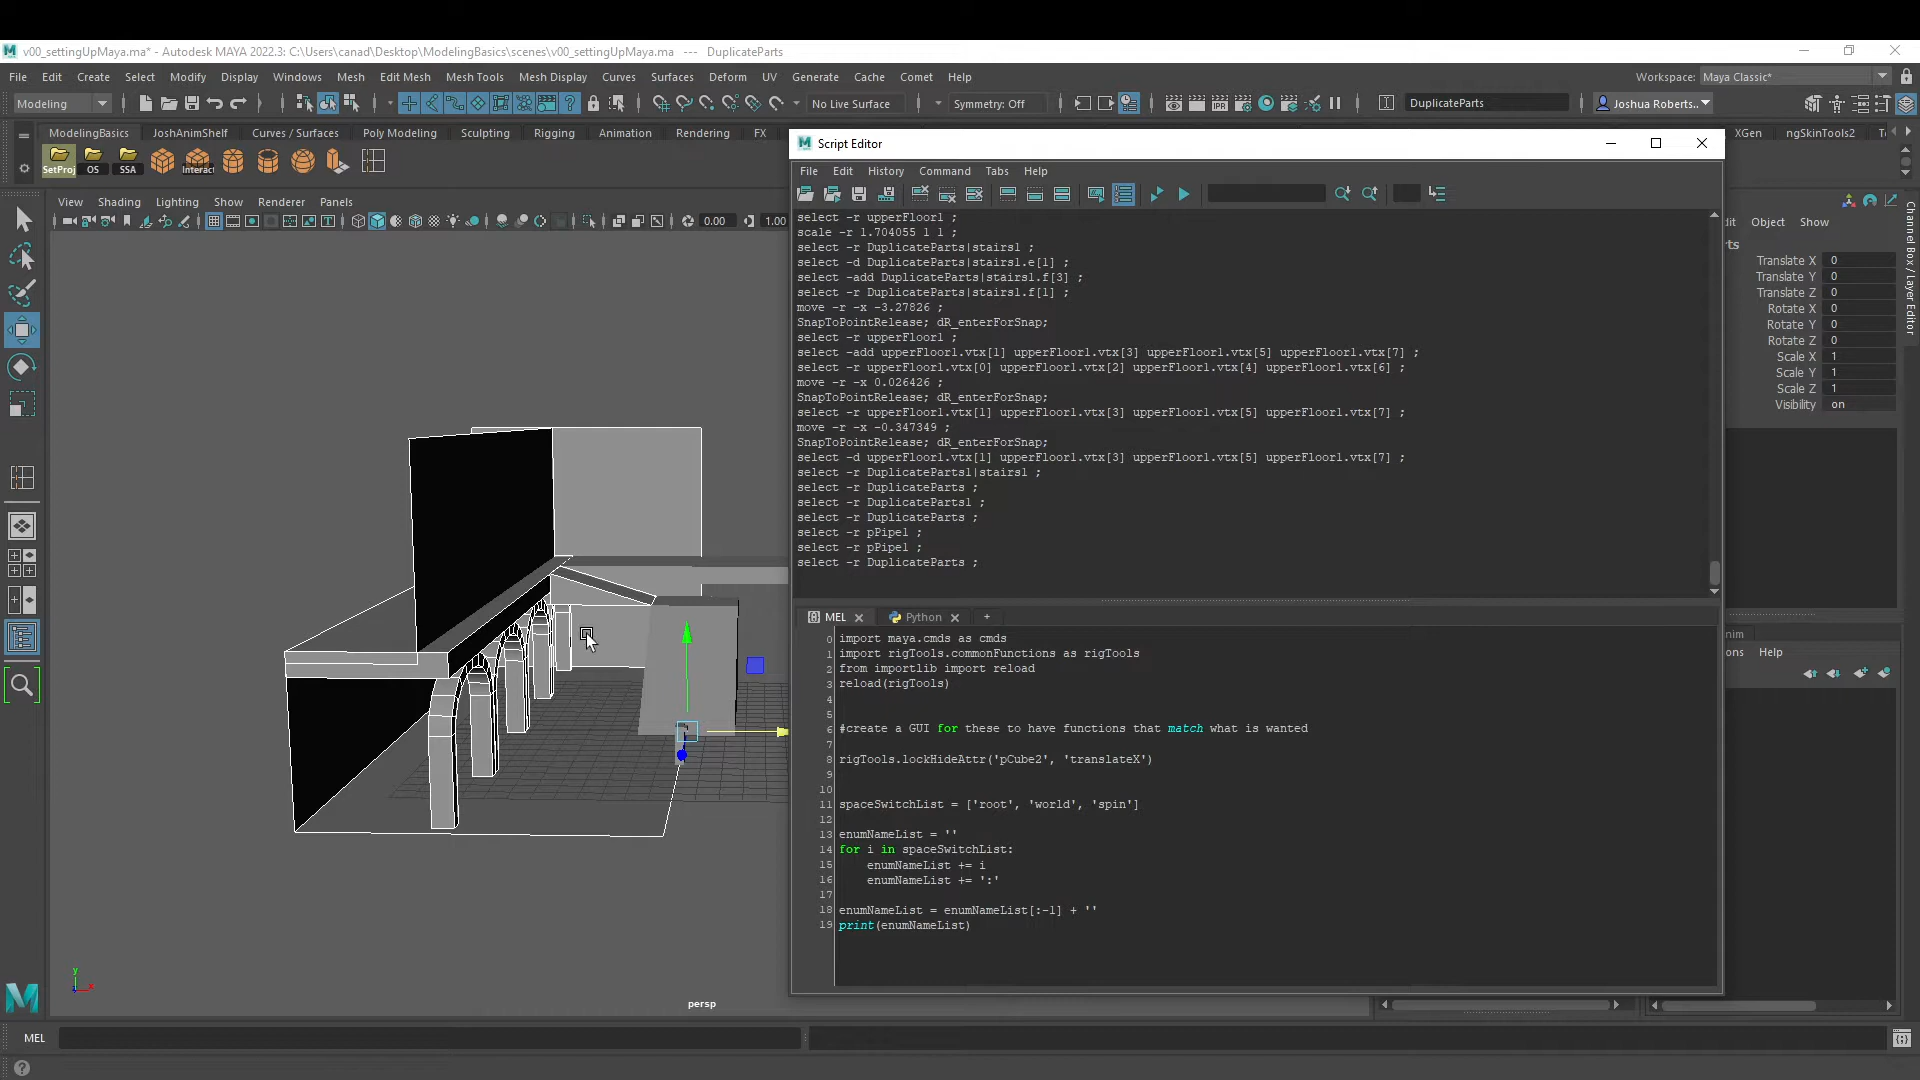 v00_settingUpMaya.ma* - Autodesk MAYA 2022.3: C:\Users\canad\Desktop\ModelingBasics\scenes\v00_settingUpMaya.ma   ---   DuplicateParts
File Edit Create Select Modify Display Windows Mesh Edit Mesh Mesh Tools Mesh Display Curves Surfaces Deform UV Generate Cache Comet Help
Workspace: Maya Classic*
Modeling
No Live Surface
Symmetry: Off
DuplicateParts
Joshua Roberts..
ModelingBasics JoshAnimShelf Curves / Surfaces Poly Modeling Sculpting Rigging Animation Rendering FX
XGen ngSkinTools2
SetProj OS SSA Interact
View Shading Lighting Show Renderer Panels
0.00 1.00
Script Editor
File Edit History Command Tabs Help
select -r upperFloor1 ;
scale -r 1.704055 1 1 ;
select -r DuplicateParts|stairs1 ;
select -d DuplicateParts|stairs1.e[1] ;
select -add DuplicateParts|stairs1.f[3] ;
select -r DuplicateParts|stairs1.f[1] ;
move -r -x -3.27826 ;
SnapToPointRelease; dR_enterForSnap;
select -r upperFloor1 ;
select -add upperFloor1.vtx[1] upperFloor1.vtx[3] upperFloor1.vtx[5] upperFloor1.vtx[7] ;
select -r upperFloor1.vtx[0] upperFloor1.vtx[2] upperFloor1.vtx[4] upperFloor1.vtx[6] ;
move -r -x 0.026426 ;
SnapToPointRelease; dR_enterForSnap;
select -r upperFloor1.vtx[1] upperFloor1.vtx[3] upperFloor1.vtx[5] upperFloor1.vtx[7] ;
move -r -x -0.347349 ;
SnapToPointRelease; dR_enterForSnap;
select -d upperFloor1.vtx[1] upperFloor1.vtx[3] upperFloor1.vtx[5] upperFloor1.vtx[7] ;
select -r DuplicateParts1|stairs1 ;
select -r DuplicateParts ;
select -r DuplicateParts1 ;
select -r DuplicateParts ;
select -r pPipe1 ;
select -r pPipe1 ;
select -r DuplicateParts ;
MEL Python +
0 import maya.cmds as cmds
1 import rigTools.commonFunctions as rigTools
2 from importlib import reload
3 reload(rigTools)
4
5
6 #create a GUI for these to have functions that match what is wanted
7
8 rigTools.lockHideAttr('pCube2', 'translateX')
9
10
11 spaceSwitchList = ['root', 'world', 'spin']
12
13 enumNameList = ''
14 for i in spaceSwitchList:
15 enumNameList += i
16 enumNameList += ':'
17
18 enumNameList = enumNameList[:-1] + ''
19 print(enumNameList)
Object Show
Translate X 0
Translate Y 0
Translate Z 0
Rotate X 0
Rotate Y 0
Rotate Z 0
Scale X 1
Scale Y 1
Scale Z 1
Visibility on
Channel Box / Layer Editor
Help
y
x
persp
MEL